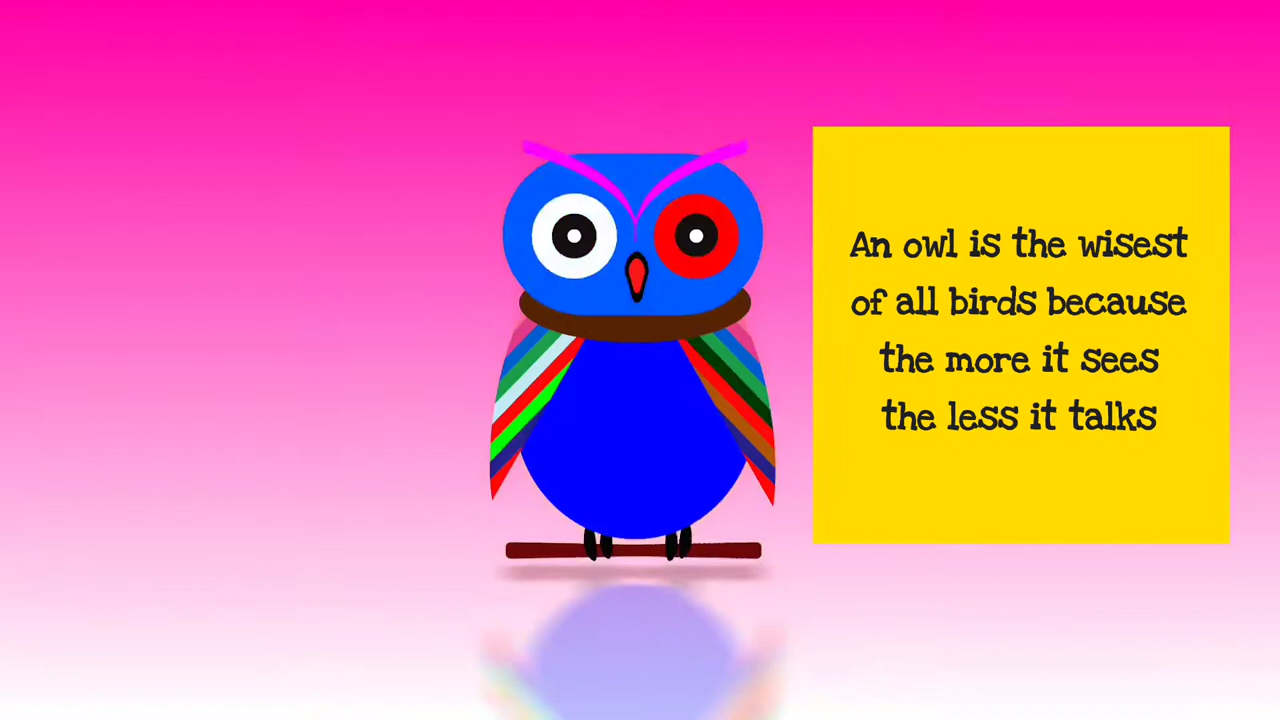 An owl is the wisest
of all birds because
the more it sees
the less it talks